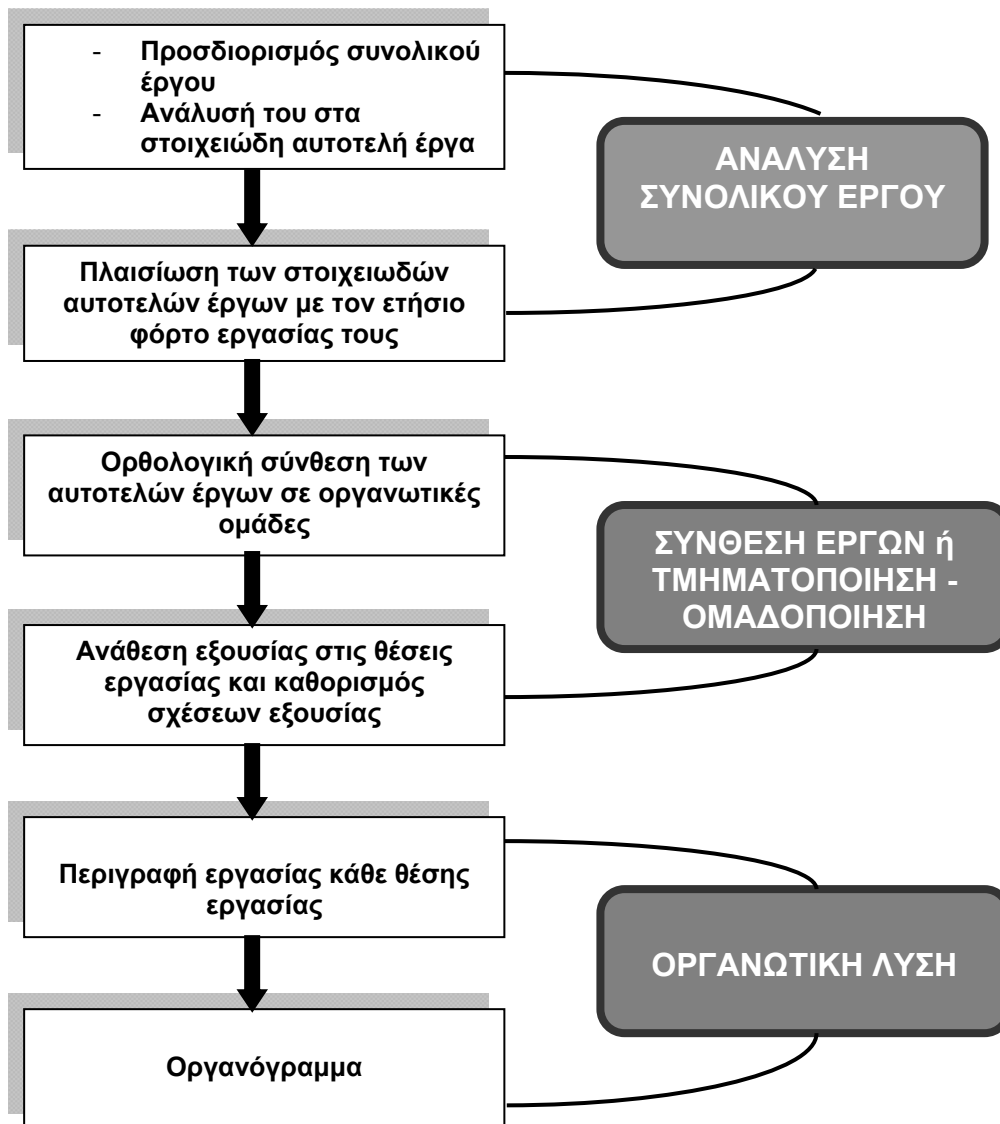 - Προσδιορισμός συνολικού
έργου
- Ανάλυσή του στα
στοιχειώδη αυτοτελή έργα
ΑΝΑΛΥΣΗ
ΣΥΝΟΛΙΚΟΥ ΕΡΓΟΥ
Πλαισίωση των στοιχειωδών
αυτοτελών έργων με τον ετήσιο
φόρτο εργασίας τους
Ορθολογική σύνθεση των
αυτοτελών έργων σε οργανωτικές
ομάδες
ΣΥΝΘΕΣΗ ΕΡΓΩΝ ή
ΤΜΗΜΑΤΟΠΟΙΗΣΗ -
ΟΜΑΔΟΠΟΙΗΣΗ
Ανάθεση εξουσίας στις θέσεις
εργασίας και καθορισμός
σχέσεων εξουσίας
Περιγραφή εργασίας κάθε θέσης
εργασίας
ΟΡΓΑΝΩΤΙΚΗ ΛΥΣΗ
Οργανόγραμμα